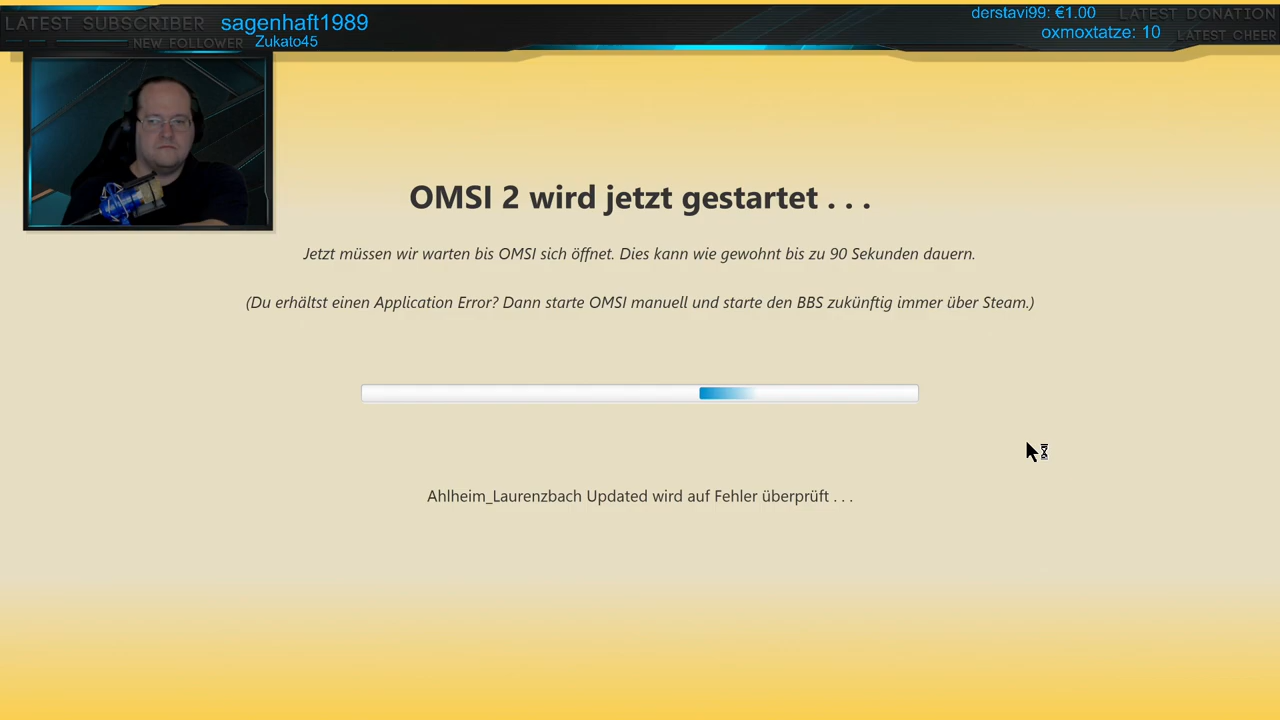 LATEST SUBSCRIBER sagenhaft1989
NEW FOLLOWER Zukato45
derstavi99: €1.00 LATEST DONATION
oxmoxtatze: 10 LATEST CHEER
OMSI 2 wird jetzt gestartet . . .
Jetzt müssen wir warten bis OMSI sich öffnet. Dies kann wie gewohnt bis zu 90 Sekunden dauern.
(Du erhältst einen Application Error? Dann starte OMSI manuell und starte den BBS zukünftig immer über Steam.)
Ahlheim_Laurenzbach Updated wird auf Fehler überprüft . . .